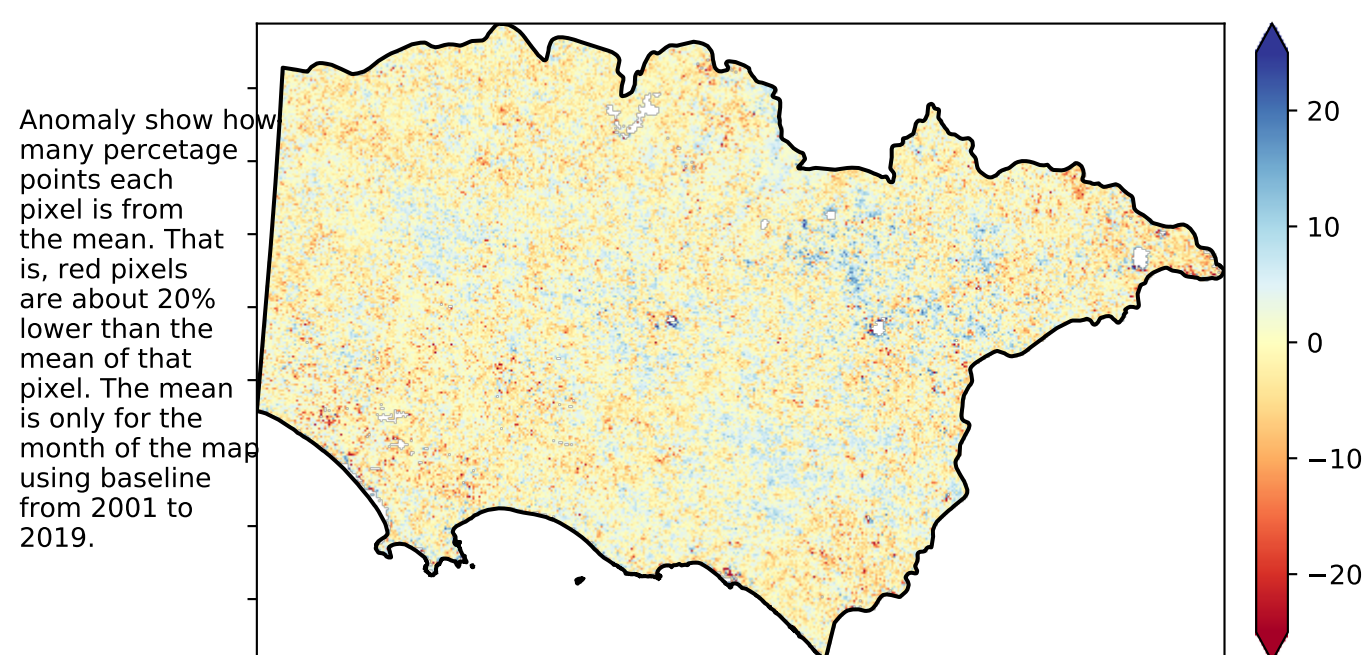 Anomaly show how
many percetage
points each
pixel is from
the mean. That
is, red pixels
are about 20%
lower than the
mean of that
pixel. The mean
is only for the
month of the map
using baseline
from 2001 to
2019.
20
10
0
−10
−20